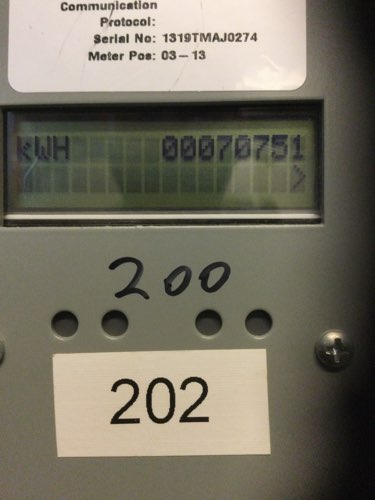 Communication
Protocol:
Serial No: 1319TMAJ0274
Meter Pos: 03-13
kWH 00070751
>
200
202